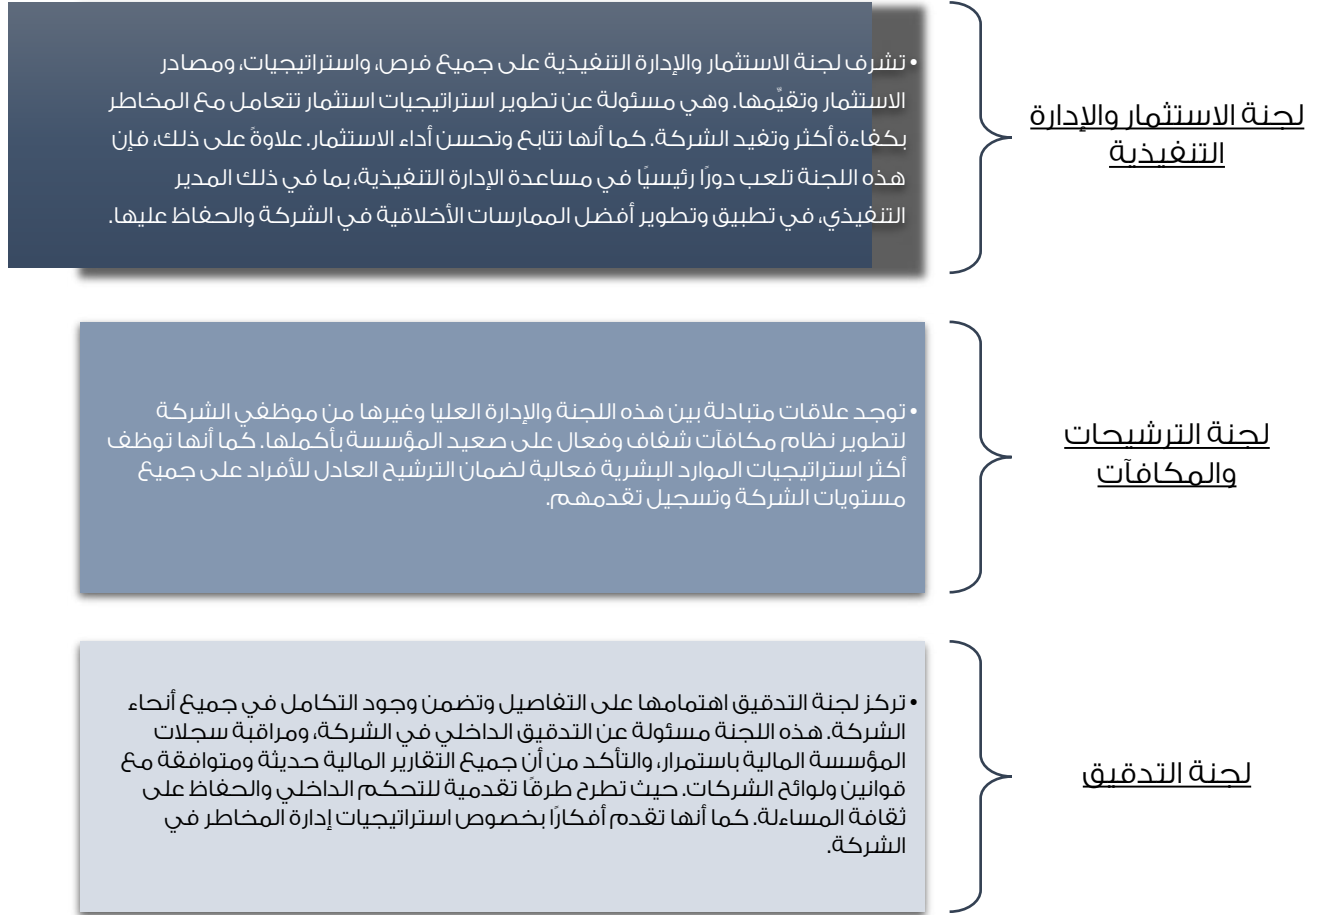 لجنة الاستثمار والإدارة
التنفيذية
• تشرف لجنة الاستثمار والإدارة التنفيذية على جميع فرص، واستراتيجيات، ومصادر
الاستثمار وتقيّمها. وهي مسئولة عن تطوير استراتيجيات استثمار تتعامل مع المخاطر
بكفاءة أكثر وتفيد الشركة. كما أنها تتابع وتحسن أداء الاستثمار. علاوةً على ذلك، فإن
هذه اللجنة تلعب دورًا رئيسيًا في مساعدة الإدارة التنفيذية، بما في ذلك المدير
التنفيذي، في تطبيق وتطوير أفضل الممارسات الأخلاقية في الشركة والحفاظ عليها.
لجنة الترشيحات
والمكافآت
• توجد علاقات متبادلة بين هذه اللجنة والإدارة العليا وغيرها من موظفي الشركة
لتطوير نظام مكافآت شفاف وفعال على صعيد المؤسسة بأكملها. كما أنها توظف
أكثر استراتيجيات الموارد البشرية فعالية لضمان الترشيح العادل للأفراد على جميع
مستويات الشركة وتسجيل تقدمهم.
لجنة التدقيق
• تركز لجنة التدقيق اهتمامها على التفاصيل وتضمن وجود التكامل في جميع أنحاء
الشركة. هذه اللجنة مسئولة عن التدقيق الداخلي في الشركة، ومراقبة سجلات
المؤسسة المالية باستمرار، والتأكد من أن جميع التقارير المالية حديثة ومتوافقة مع
قوانين ولوائح الشركات. حيث تطرح طرقًا تقدمية للتحكم الداخلي والحفاظ على
ثقافة المساءلة. كما أنها تقدم أفكارًا بخصوص استراتيجيات إدارة المخاطر في
الشركة.